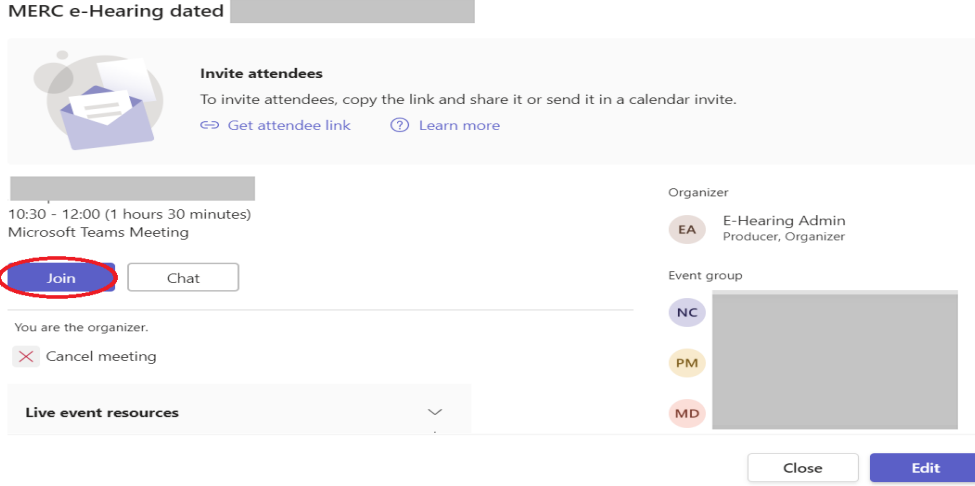 MERC e-Hearing dated
Invite attendees
To invite attendees, copy the link and share it or send it in a calendar invite.
Get attendee link
? Learn more
10:30 - 12:00 (1 hours 30 minutes)
Microsoft Teams Meeting
Join
Chat
You are the organizer.
Cancel meeting
Live event resources
Organizer
EA
E-Hearing Admin
Producer, Organizer
Event group
NC
PM
MD
Close
Edit